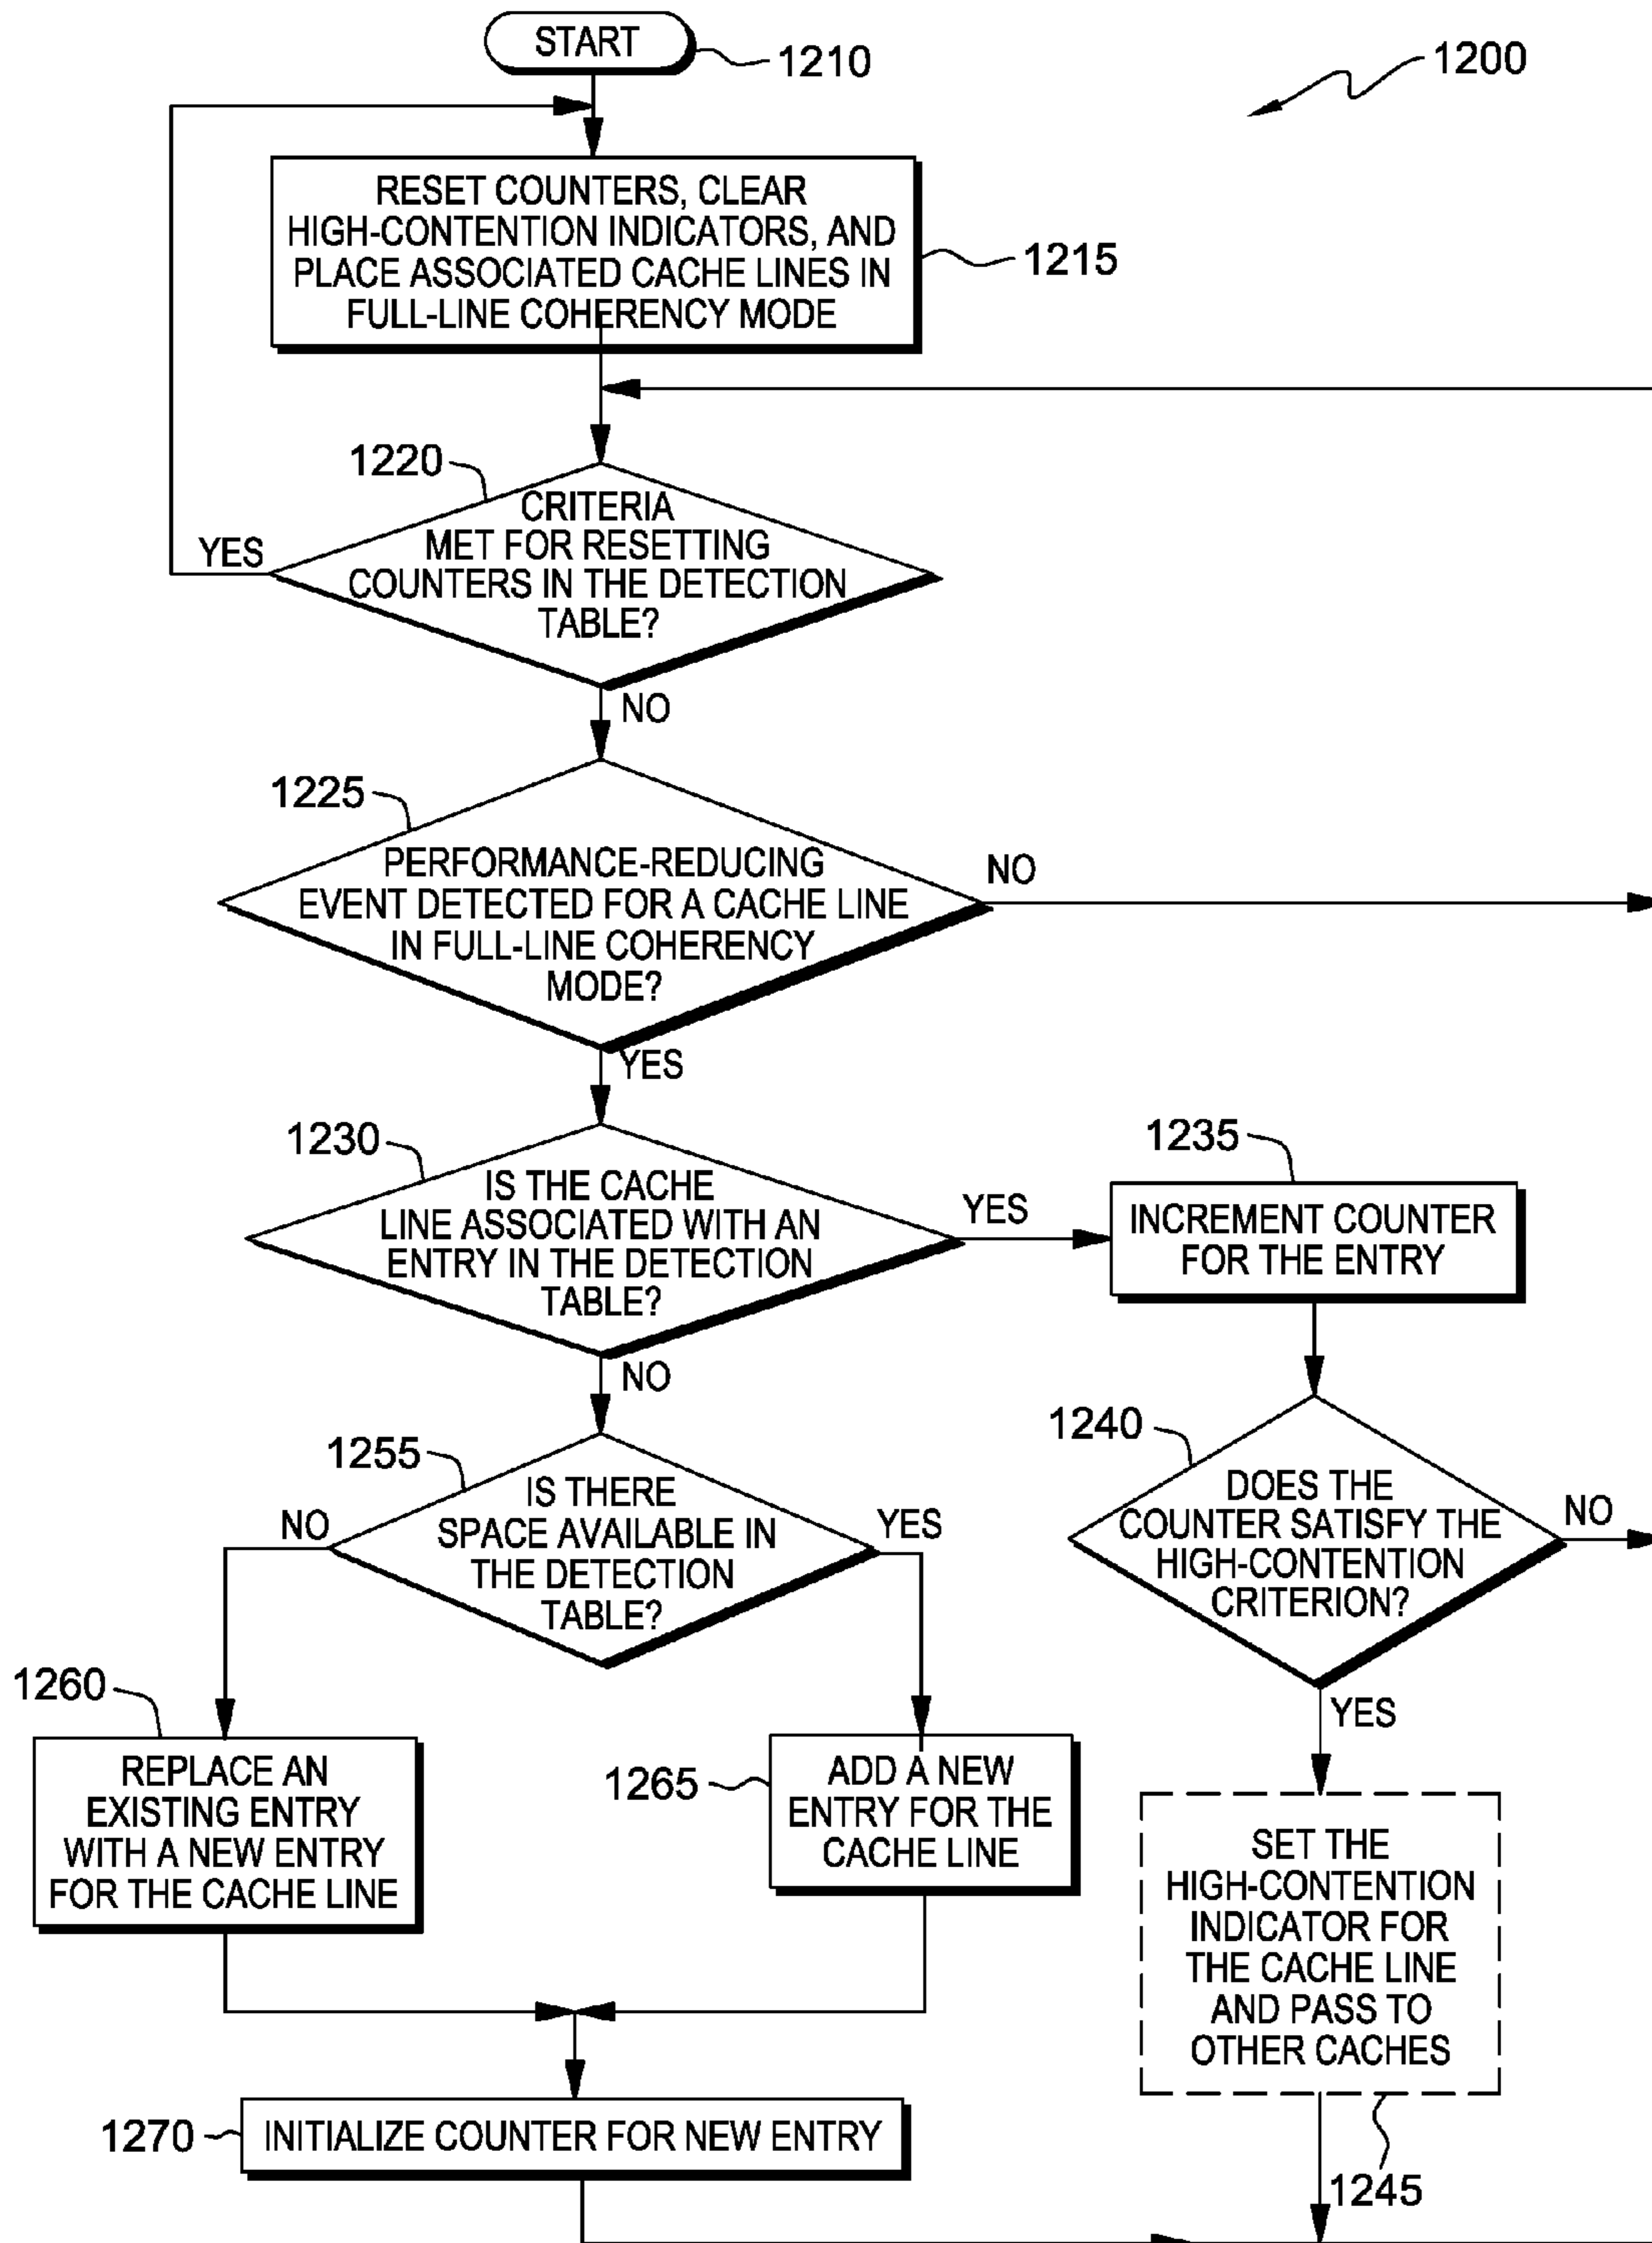 START
1210
1200
RESET COUNTERS, CLEAR
HIGH-CONTENTION INDICATORS, AND
PLACE ASSOCIATED CACHE LINES IN
FULL-LINE COHERENCY MODE
1215
1220
CRITERIA
MET FOR RESETTING
COUNTERS IN THE DETECTION
TABLE?
YES
NO
1225
PERFORMANCE-REDUCING
EVENT DETECTED FOR A CACHE LINE
IN FULL-LINE COHERENCY
MODE?
NO
YES
1230
IS THE CACHE
LINE ASSOCIATED WITH AN
ENTRY IN THE DETECTION
TABLE?
YES
NO
1235
INCREMENT COUNTER
FOR THE ENTRY
1240
DOES THE
COUNTER SATISFY THE
HIGH-CONTENTION
CRITERION?
NO
YES
1255
IS THERE
SPACE AVAILABLE IN
THE DETECTION
TABLE?
NO
YES
1260
REPLACE AN
EXISTING ENTRY
WITH A NEW ENTRY
FOR THE CACHE LINE
1265
ADD A NEW
ENTRY FOR THE
CACHE LINE
SET THE
HIGH-CONTENTION
INDICATOR FOR
THE CACHE LINE
AND PASS TO
OTHER CACHES
1245
1270
INITIALIZE COUNTER FOR NEW ENTRY